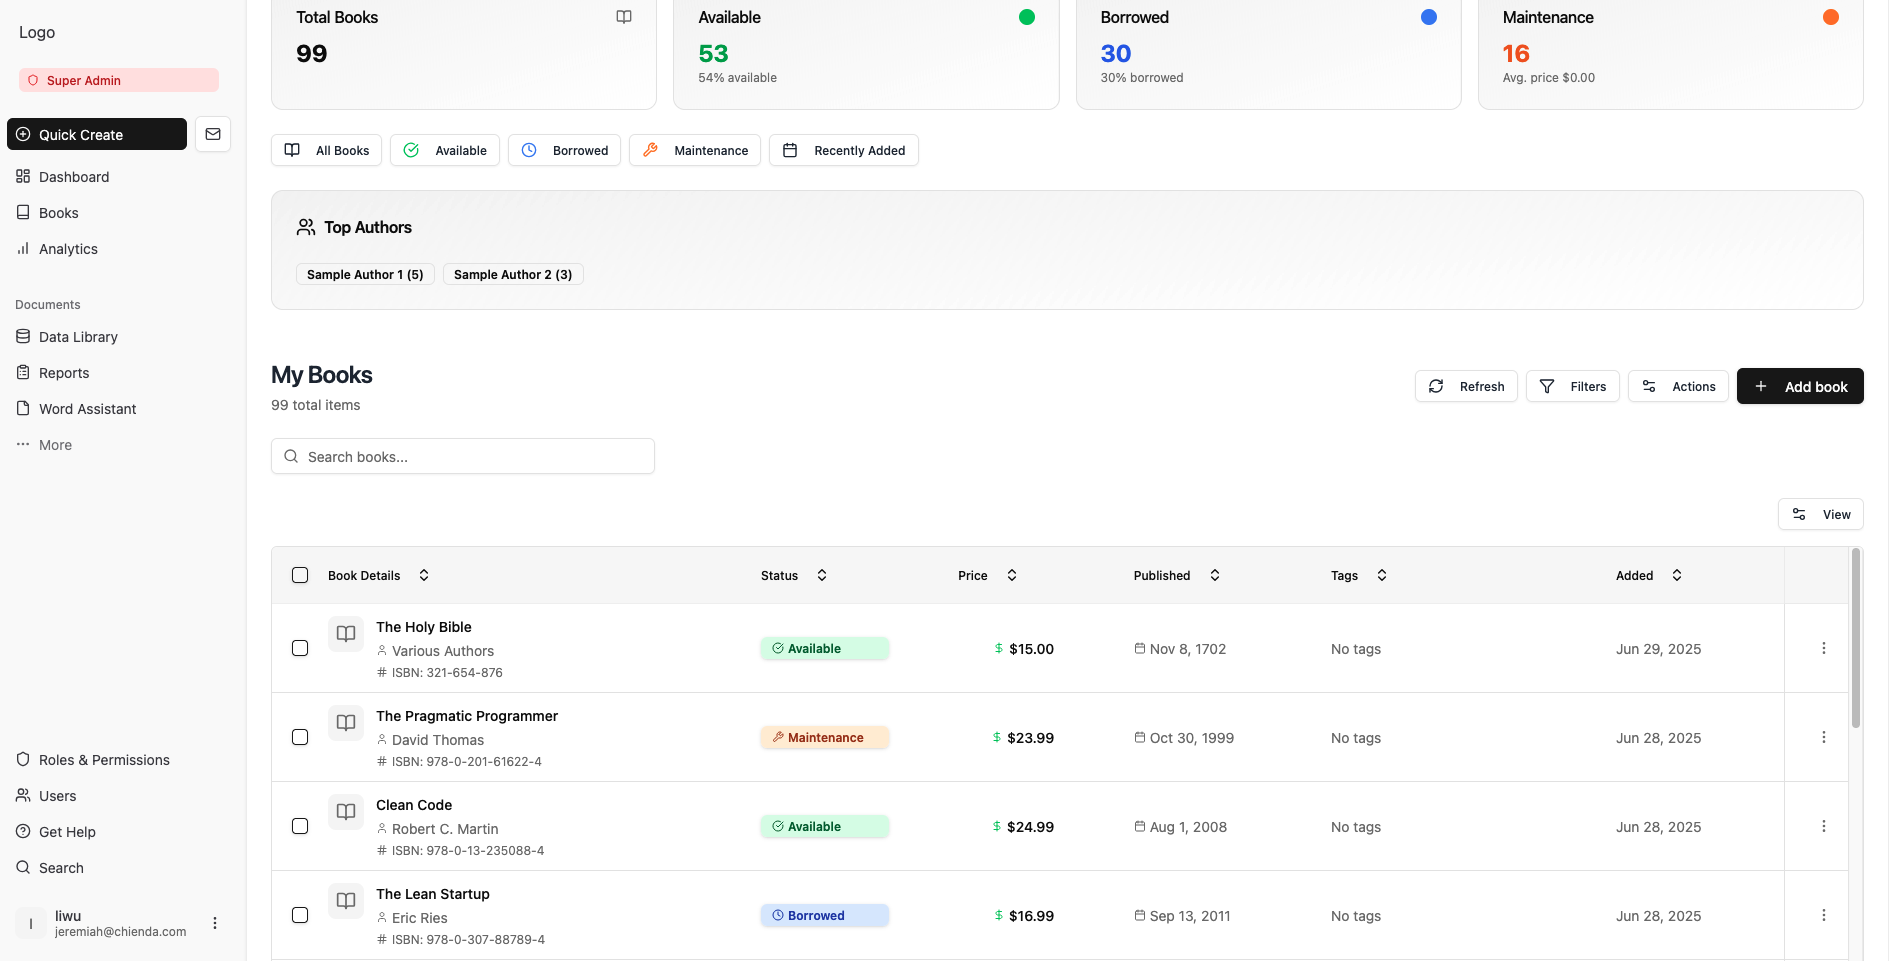 Logo
Super Admin
Quick Create
Dashboard
Books
Analytics
Documents
Data Library
Reports
Word Assistant
More
Roles & Permissions
Users
Get Help
Search
l
liwu
jeremiah@chienda.com
Total Books
99
Available
53
54% available
Borrowed
30
30% borrowed
Maintenance
16
Avg. price $0.00
All Books
Available
Borrowed
Maintenance
Recently Added
Top Authors
Sample Author 1 (5)
Sample Author 2 (3)
My Books
99 total items
Refresh
Filters
Actions
Add book
Search books...
View
Book Details
Status
Price
Published
Tags
Added
The Holy Bible
Various Authors
# ISBN: 321-654-876
Available
$ $15.00
Nov 8, 1702
No tags
Jun 29, 2025
The Pragmatic Programmer
David Thomas
# ISBN: 978-0-201-61622-4
Maintenance
$ $23.99
Oct 30, 1999
No tags
Jun 28, 2025
Clean Code
Robert C. Martin
# ISBN: 978-0-13-235088-4
Available
$ $24.99
Aug 1, 2008
No tags
Jun 28, 2025
The Lean Startup
Eric Ries
# ISBN: 978-0-307-88789-4
Borrowed
$ $16.99
Sep 13, 2011
No tags
Jun 28, 2025